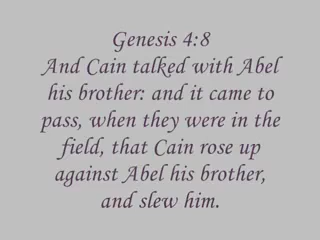 Genesis 4:8
And Cain talked with Abel
his brother: and it came to
pass, when they were in the
field, that Cain rose up
against Abel his brother,
and slew him.